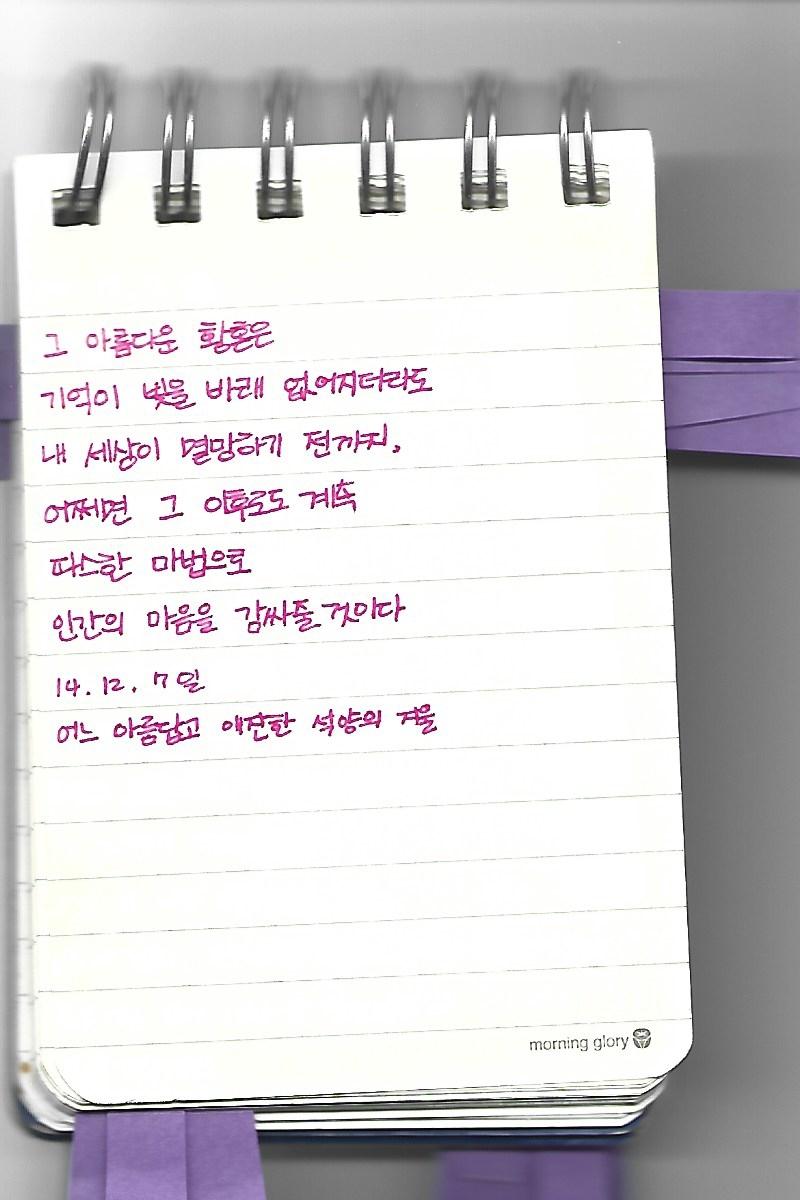 그 아름다운 황혼은
기억이 빛을 바래 없어지더라도
내 세상이 멸망하기 전까지,
어쩌면 그 이후로도 계속
따스한 마법으로
인간의 마음을 감싸줄 것이다
14.12.7일
어느 아름답고 애잔한 석양의 겨울
morning glory